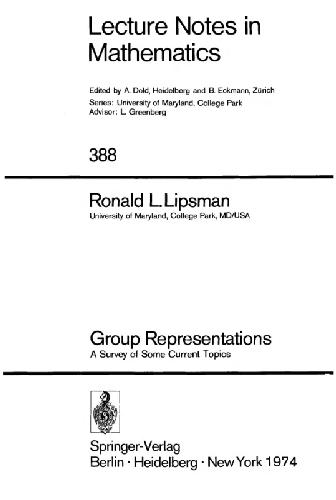 Lecture Notes in
Mathematics
Edited by A. Dold, Heidelberg and B. Eckmann, Zürich
Series: University of Maryland, College Park
Advisor: L. Greenberg
388
Ronald L. Lipsman
University of Maryland, College Park, MD/USA
Group Representations
A Survey of Some Current Topics
Springer-Verlag
Berlin · Heidelberg · New York 1974